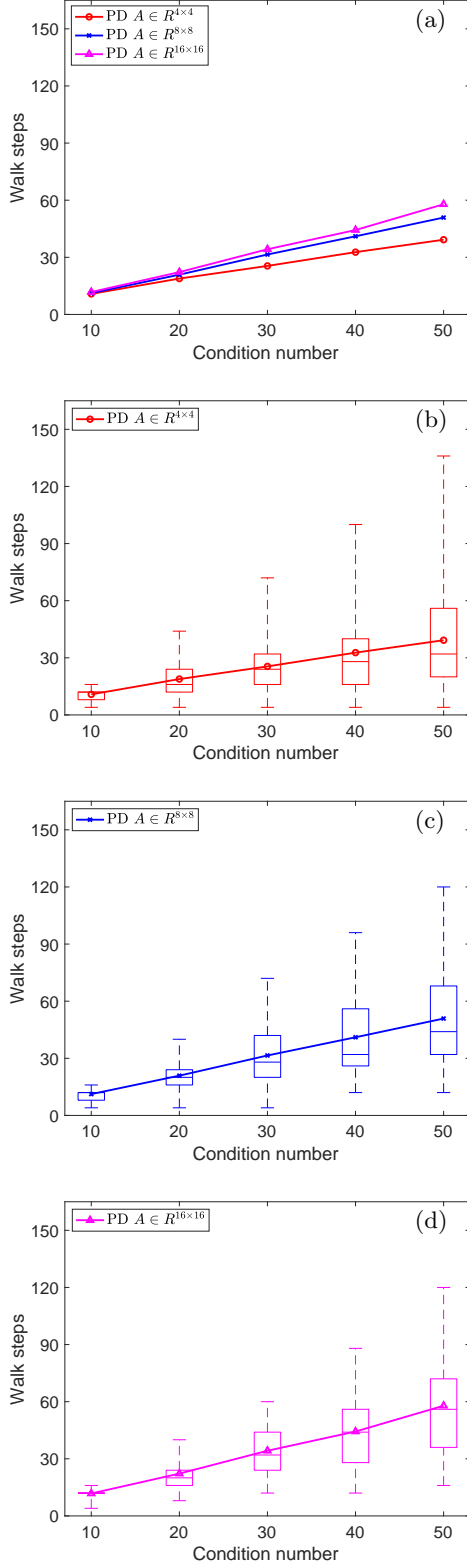 (a)
PD A ∈ R^{4×4}
PD A ∈ R^{8×8}
PD A ∈ R^{16×16}
150
120
90
60
30
0
Walk steps
10 20 30 40 50
Condition number
(b)
PD A ∈ R^{4×4}
150
120
90
60
30
0
Walk steps
10 20 30 40 50
Condition number
(c)
PD A ∈ R^{8×8}
150
120
90
60
30
0
Walk steps
10 20 30 40 50
Condition number
(d)
PD A ∈ R^{16×16}
150
120
90
60
30
0
Walk steps
10 20 30 40 50
Condition number